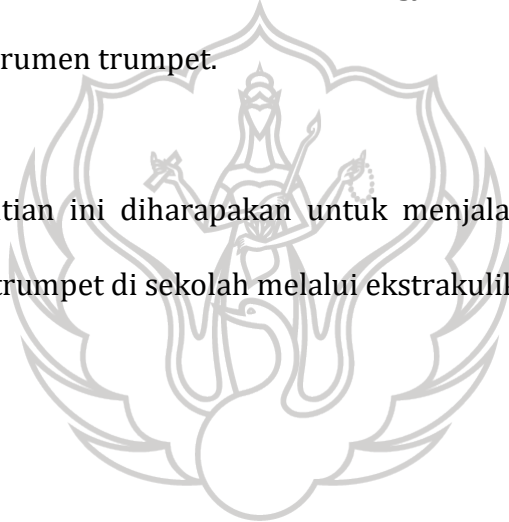 rumen trumpet.
tian ini diharapakan untuk menjala
trumpet di sekolah melalui ekstrakulik